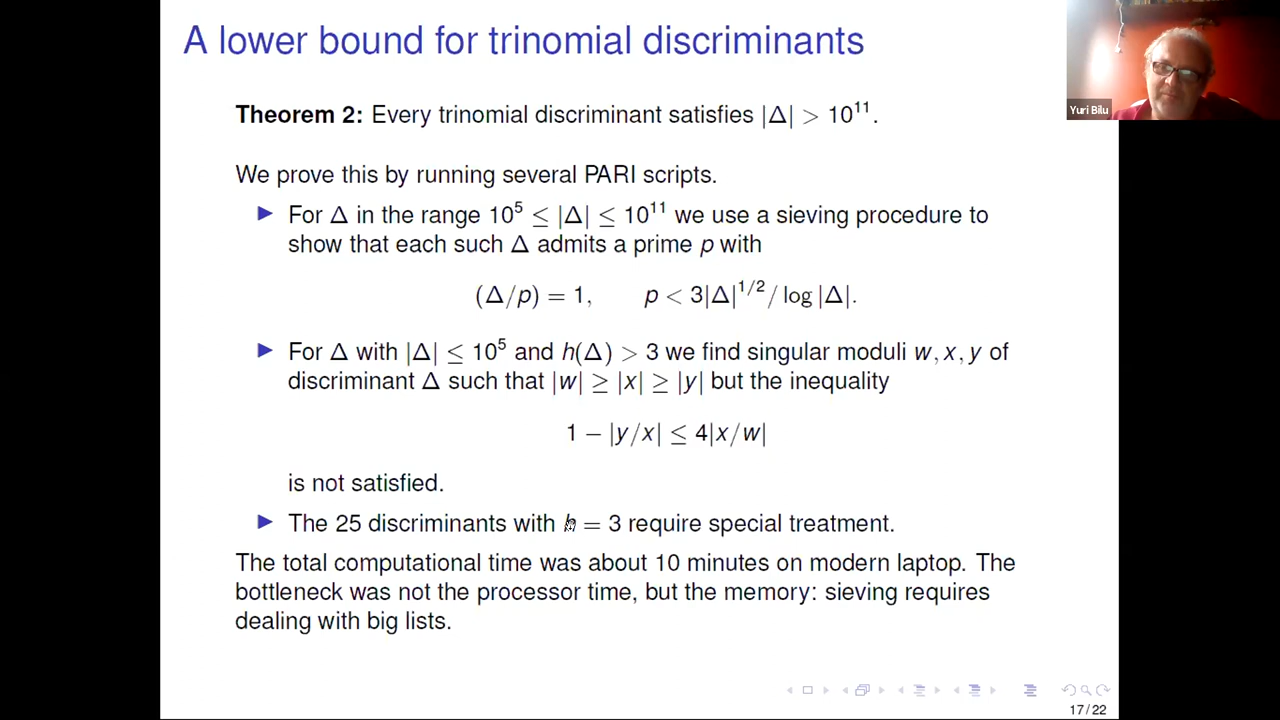 A lower bound for trinomial discriminants
Yuri Bilu
Theorem 2: Every trinomial discriminant satisfies |Δ| > 10¹¹.
We prove this by running several PARI scripts.
▶ For Δ in the range 10⁵ ≤ |Δ| ≤ 10¹¹ we use a sieving procedure to
show that each such Δ admits a prime p with
(Δ/p) = 1, p < 3|Δ|^{1/2}/ log |Δ|.
▶ For Δ with |Δ| ≤ 10⁵ and h(Δ) > 3 we find singular moduli w, x, y of
discriminant Δ such that |w| ≥ |x| ≥ |y| but the inequality
1 − |y/x| ≤ 4|x/w|
is not satisfied.
▶ The 25 discriminants with h = 3 require special treatment.
The total computational time was about 10 minutes on modern laptop. The
bottleneck was not the processor time, but the memory: sieving requires
dealing with big lists.
17/22